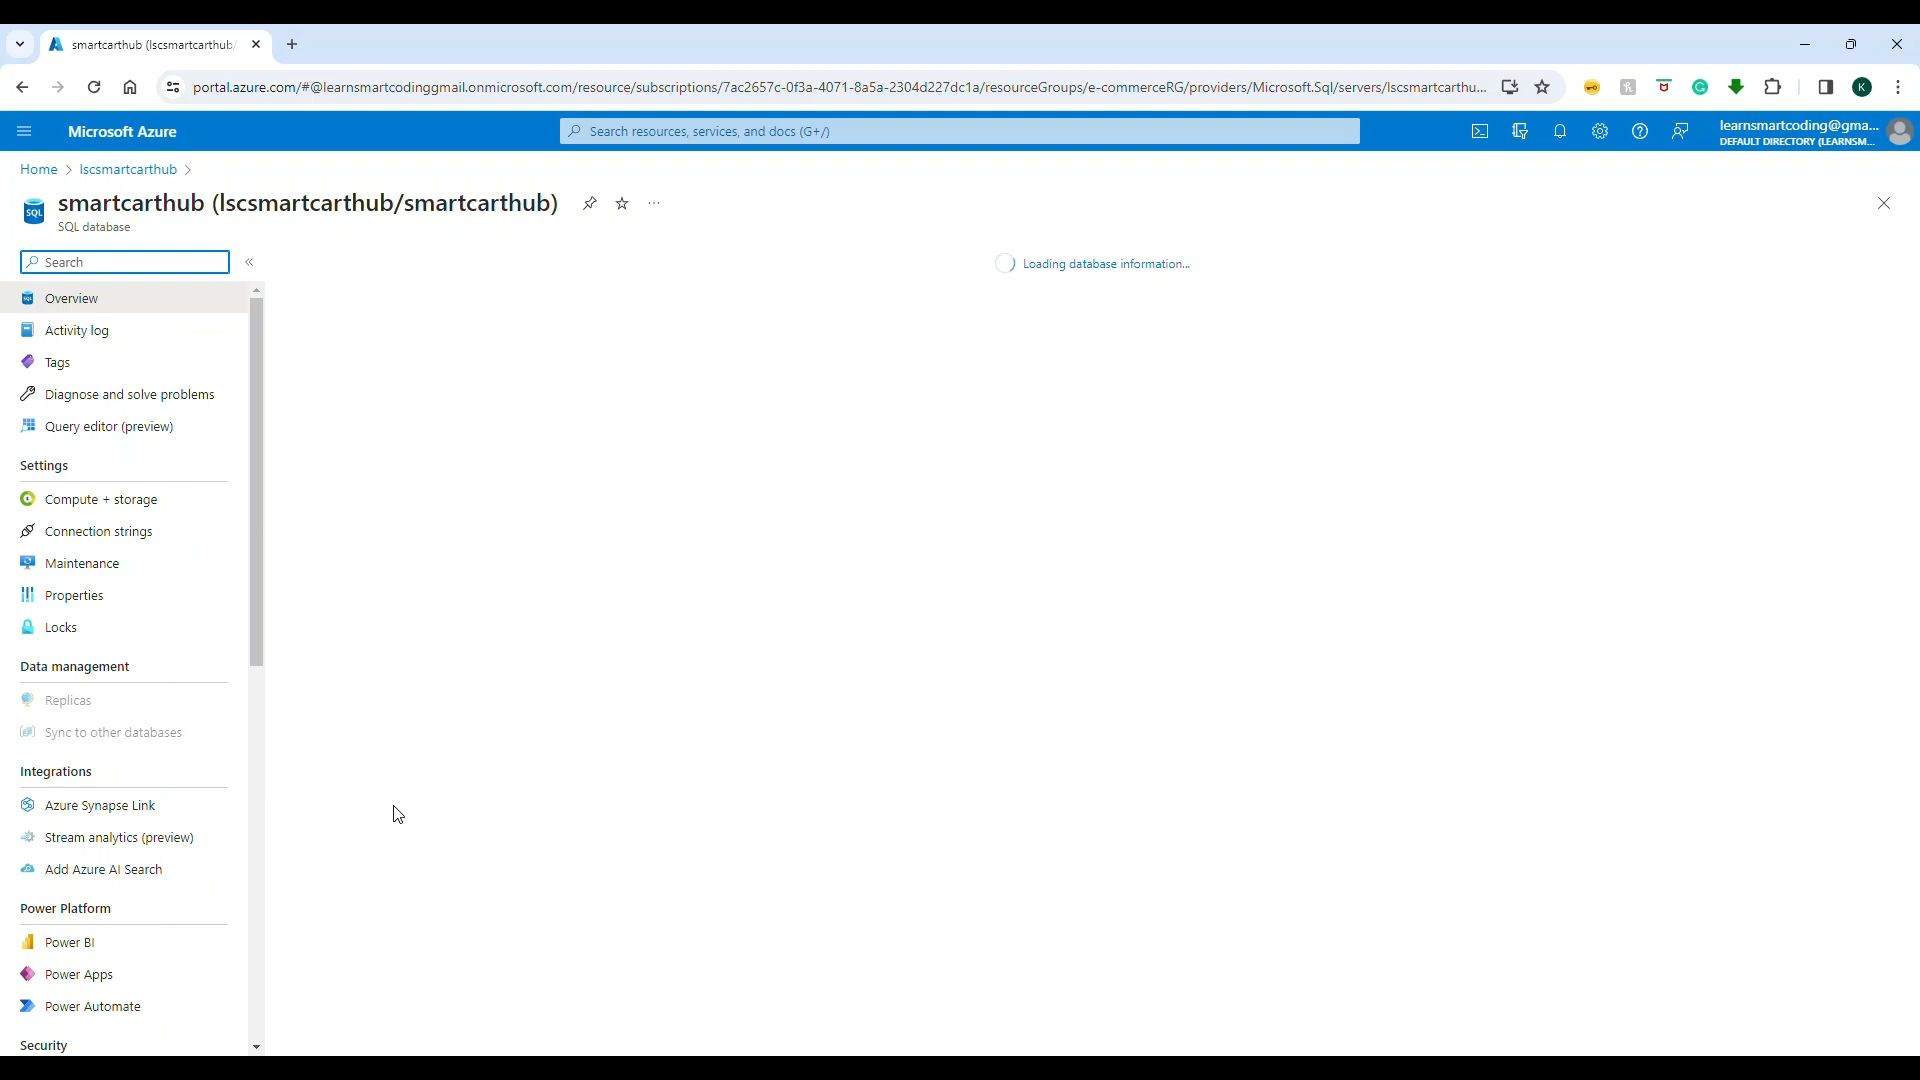 smartcarthub (lscsmartcarthub/
portal.azure.com/#@learnsmartcodinggmail.onmicrosoft.com/resource/subscriptions/7ac2657c-0f3a-4071-8a5a-2304d227dc1a/resourceGroups/e-commerceRG/providers/Microsoft.Sql/servers/lscsmartcarthu...
K
Microsoft Azure
Search resources, services, and docs (G+/)
learnsmartcoding@gma...
DEFAULT DIRECTORY (LEARNSM...
Home > lscsmartcarthub >
SQL
smartcarthub (lscsmartcarthub/smartcarthub)
SQL database
Search
Loading database information...
Overview
Activity log
Tags
Diagnose and solve problems
Query editor (preview)
Settings
Compute + storage
Connection strings
Maintenance
Properties
Locks
Data management
Replicas
Sync to other databases
Integrations
Azure Synapse Link
Stream analytics (preview)
Add Azure AI Search
Power Platform
Power BI
Power Apps
Power Automate
Security